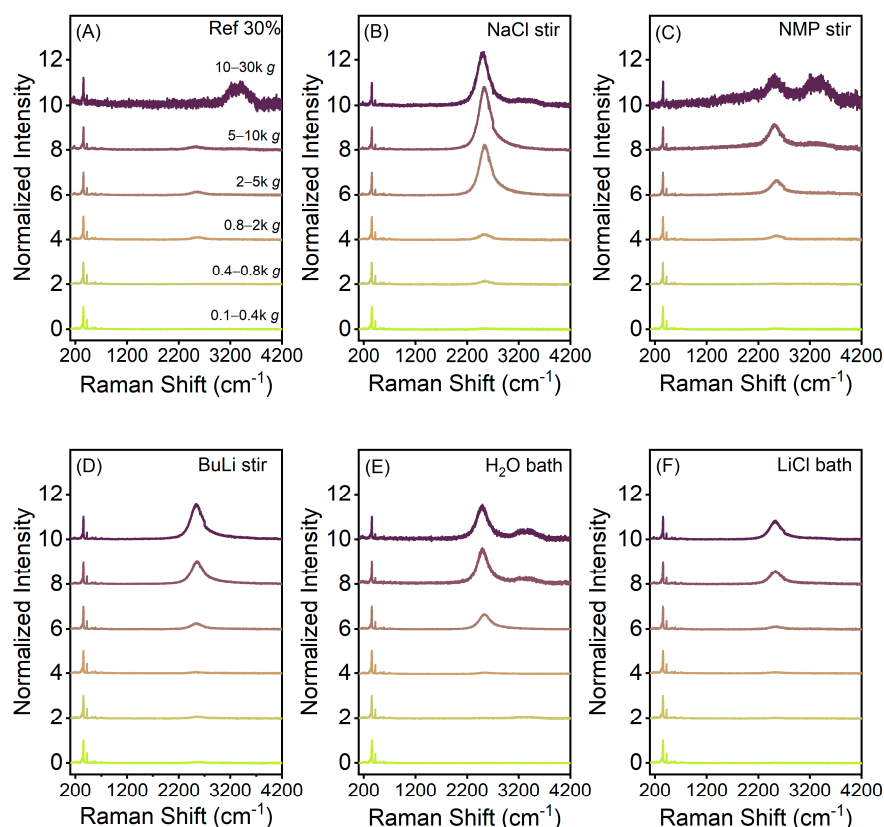 (A) Ref 30%
12
10–30k g
10
5–10k g
8
2–5k g
6
0.8–2k g
4
0.4–0.8k g
2
0.1–0.4k g
0
200 1200 2200 3200 4200
Raman Shift (cm⁻¹)
Normalized Intensity
(B) NaCl stir
12
10
8
6
4
2
0
200 1200 2200 3200 4200
Raman Shift (cm⁻¹)
Normalized Intensity
(C) NMP stir
12
10
8
6
4
2
0
200 1200 2200 3200 4200
Raman Shift (cm⁻¹)
Normalized Intensity
(D) BuLi stir
12
10
8
6
4
2
0
200 1200 2200 3200 4200
Raman Shift (cm⁻¹)
Normalized Intensity
(E) H₂O bath
12
10
8
6
4
2
0
200 1200 2200 3200 4200
Raman Shift (cm⁻¹)
Normalized Intensity
(F) LiCl bath
12
10
8
6
4
2
0
200 1200 2200 3200 4200
Raman Shift (cm⁻¹)
Normalized Intensity